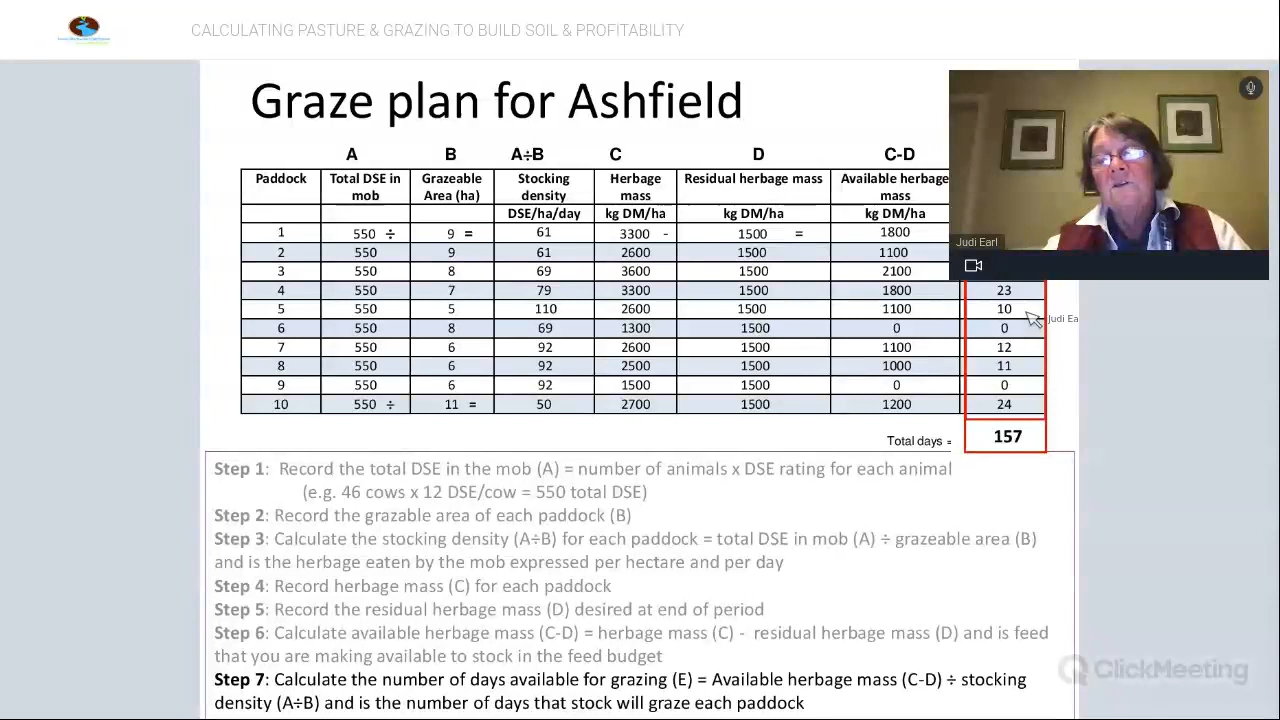 CALCULATING PASTURE & GRAZING TO BUILD SOIL & PROFITABILITY
Graze plan for Ashfield
A B A÷B C D C-D
Paddock Total DSE in mob Grazeable Area (ha) Stocking density Herbage mass Residual herbage mass Available herbage mass
DSE/ha/day kg DM/ha kg DM/ha kg DM/ha
1 550 ÷ 9 = 61 3300 - 1500 = 1800
2 550 9 61 2600 1500 1100
3 550 8 69 3600 1500 2100
4 550 7 79 3300 1500 1800 23
5 550 5 110 2600 1500 1100 10
6 550 8 69 1300 1500 0 0
7 550 6 92 2600 1500 1100 12
8 550 6 92 2500 1500 1000 11
9 550 6 92 1500 1500 0 0
10 550 ÷ 11 = 50 2700 1500 1200 24
Total days = 157
Judi Earl
Judi Ea
Step 1: Record the total DSE in the mob (A) = number of animals x DSE rating for each animal
(e.g. 46 cows x 12 DSE/cow = 550 total DSE)
Step 2: Record the grazable area of each paddock (B)
Step 3: Calculate the stocking density (A÷B) for each paddock = total DSE in mob (A) ÷ grazeable area (B)
and is the herbage eaten by the mob expressed per hectare and per day
Step 4: Record herbage mass (C) for each paddock
Step 5: Record the residual herbage mass (D) desired at end of period
Step 6: Calculate available herbage mass (C-D) = herbage mass (C) - residual herbage mass (D) and is feed
that you are making available to stock in the feed budget
Step 7: Calculate the number of days available for grazing (E) = Available herbage mass (C-D) ÷ stocking
density (A÷B) and is the number of days that stock will graze each paddock
ClickMeeting